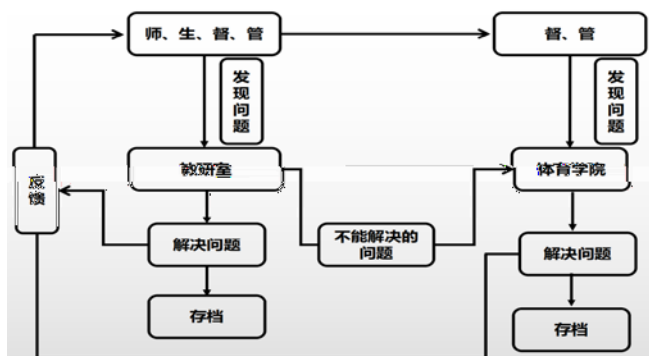 师、生、督、管
督、管
发现问题
发现问题
教研室
体育学院
反馈
不能解决的
问题
解决问题
解决问题
存档
存档